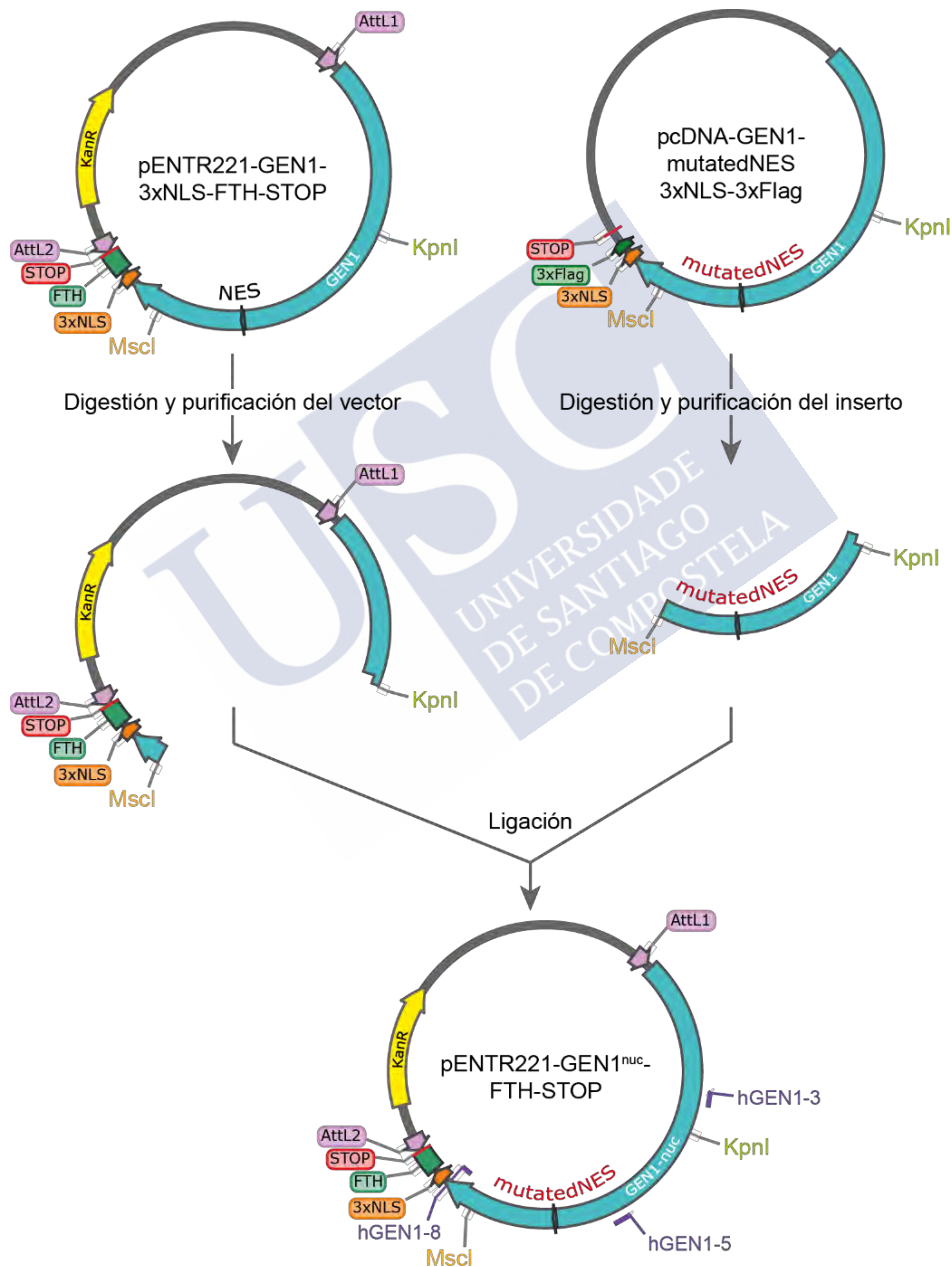 AttL1
KanR
pENTR221-GEN1-
3xNLS-FTH-STOP
KpnI
GEN1
AttL2
STOP
FTH
3xNLS
NES
MscI
pcDNA-GEN1-
mutatedNES
3xNLS-3xFlag
KpnI
GEN1
STOP
3xFlag
3xNLS
mutatedNES
MscI
Digestión y purificación del vector
Digestión y purificación del inserto
USC
UNIVERSIDADE
DE SANTIAGO
DE COMPOSTELA
AttL1
KanR
AttL2
STOP
FTH
3xNLS
MscI
KpnI
mutatedNES
GEN1
KpnI
MscI
Ligación
AttL1
KanR
pENTR221-GEN1nuc-
FTH-STOP
hGEN1-3
KpnI
GEN1-nuc
AttL2
STOP
FTH
3xNLS
hGEN1-8
mutatedNES
MscI
hGEN1-5